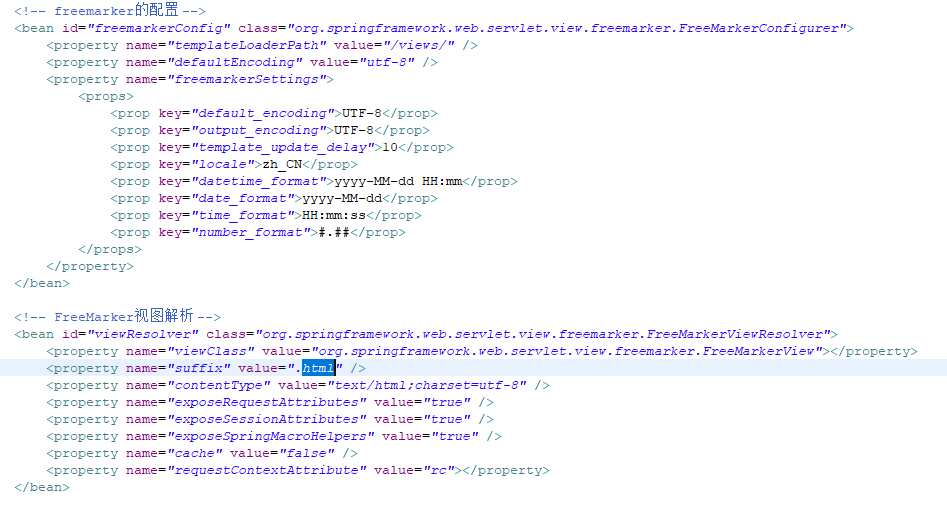 <!-- freemarker的配置 -->
<bean id="freemarkerConfig" class="org.springframework.web.servlet.view.freemarker.FreeMarkerConfigurer">
    <property name="templateLoaderPath" value="/views/" />
    <property name="defaultEncoding" value="utf-8" />
    <property name="freemarkerSettings">
        <props>
            <prop key="default_encoding">UTF-8</prop>
            <prop key="output_encoding">UTF-8</prop>
            <prop key="template_update_delay">10</prop>
            <prop key="locale">zh_CN</prop>
            <prop key="datetime_format">yyyy-MM-dd HH:mm</prop>
            <prop key="date_format">yyyy-MM-dd</prop>
            <prop key="time_format">HH:mm:ss</prop>
            <prop key="number_format">#.##</prop>
        </props>
    </property>
</bean>

<!-- FreeMarker视图解析 -->
<bean id="viewResolver" class="org.springframework.web.servlet.view.freemarker.FreeMarkerViewResolver">
    <property name="viewClass" value="org.springframework.web.servlet.view.freemarker.FreeMarkerView"></property>
    <property name="suffix" value=".html" />
    <property name="contentType" value="text/html;charset=utf-8" />
    <property name="exposeRequestAttributes" value="true" />
    <property name="exposeSessionAttributes" value="true" />
    <property name="exposeSpringMacroHelpers" value="true" />
    <property name="cache" value="false" />
    <property name="requestContextAttribute" value="rc"></property>
</bean>